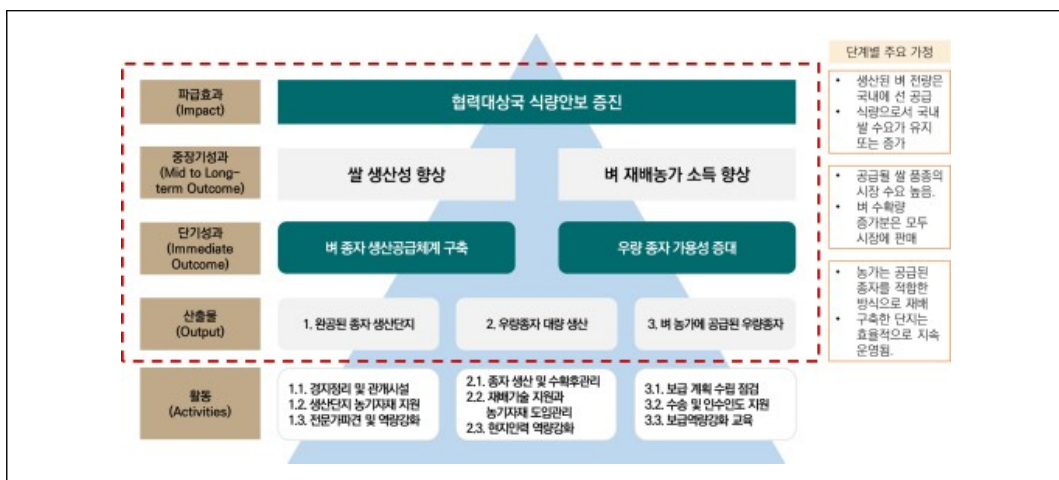 단계별 주요 가정
파급효과
(Impact)
협력대상국 식량안보 증진
• 생산된 벼 전량은
국내에 선 공급
• 식량으로서 국내
쌀 수요가 유지
또는 증가
중장기성과
(Mid to Long-
term Outcome)
쌀 생산성 향상
벼 재배농가 소득 향상
• 공급될 쌀 품종의
시장 수요 높음.
• 벼 수확량
증가분은 모두
시장에 판매
단기성과
(Immediate
Outcome)
벼 종자 생산공급체계 구축
우량 종자 가용성 증대
• 농가는 공급된
종자를 적합한
방식으로 재배
• 구축한 단지는
효율적으로 지속
운영됨.
산출물
(Output)
1. 완공된 종자 생산단지
2. 우량종자 대량 생산
3. 벼 농가에 공급된 우량종자
활동
(Activities)
1.1. 경지정리 및 관개시설
1.2. 생산단지 농기자재 지원
1.3. 전문가파견 및 역량강화
2.1. 종자 생산 및 수확후관리
2.2. 재배기술 지원과
농기자재 도입관리
2.3. 현지인력 역량강화
3.1. 보급 계획 수립 점검
3.2. 수송 및 인수인도 지원
3.3. 보급역량강화 교육